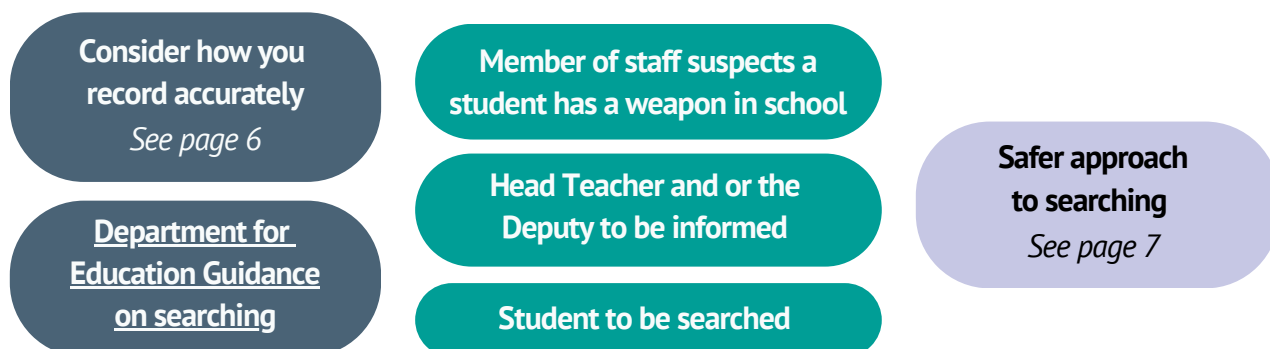 Consider how you
record accurately
See page 6
Department for
Education Guidance
on searching
Member of staff suspects a
student has a weapon in school
Head Teacher and or the
Deputy to be informed
Student to be searched
Safer approach
to searching
See page 7